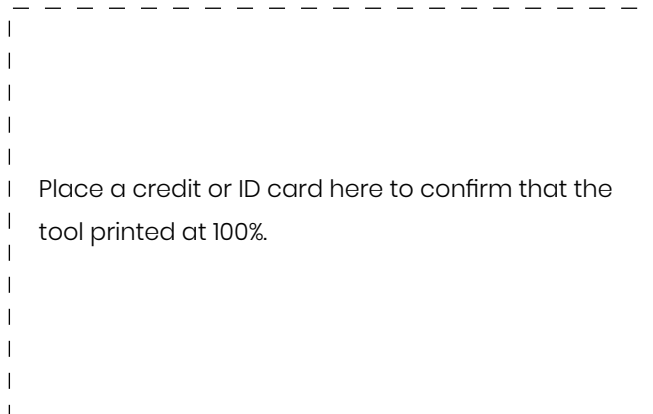 Place a credit or ID card here to confirm that the
tool printed at 100%.